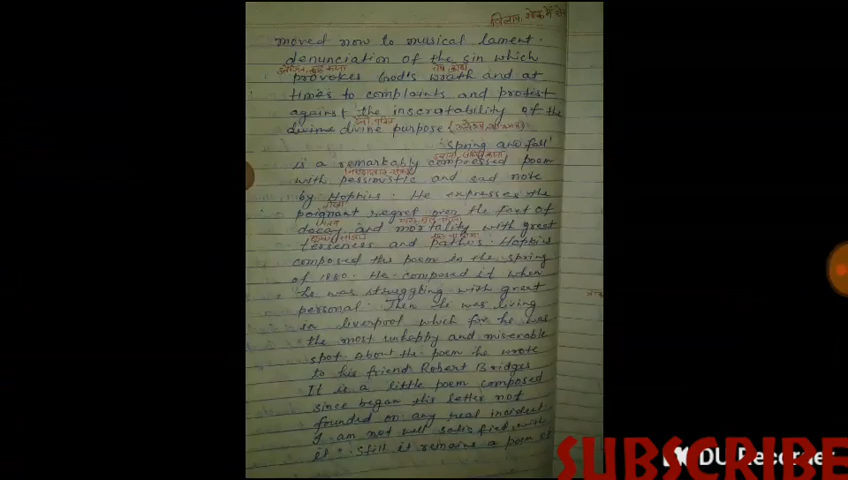 moved now to musical lament.
denunciation of the sin which
provokes God's wrath and at
times to complaints and protest
against the inscrutability of the
divine divine purpose
'Spring and fall'
is a remarkably compressed poem
with pessimistic and sad note
by Hopkins. He expresses the
poignant regret over the fact of
decay and mortality with great
terseness and pathos. Hopkins
composed the poem in the spring
of 1880. He composed it when
he was struggling with great
personal. Then he was living
in liverpool which for he was
the most unhappy and miserable
spot about the poem he wrote
to his friend Robert Bridges
It is a little poem composed
since began this letter not
founded on any real incident.
I am not well satisfied with
it". Still it remains a poem of
SUBSCRIBE
DU Recorder